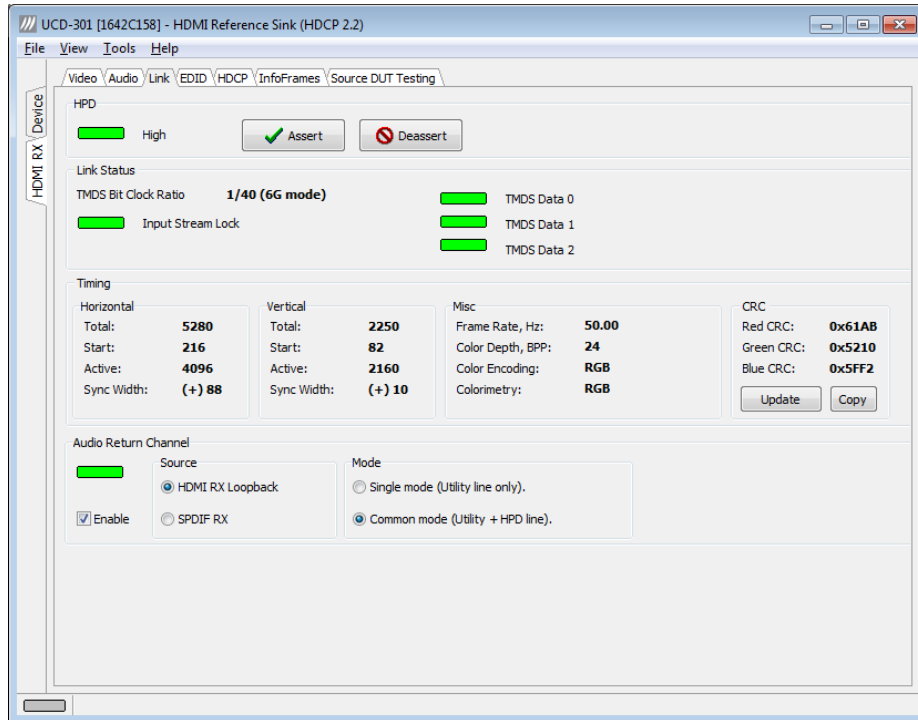 UCD-301 [1642C158] - HDMI Reference Sink (HDCP 2.2)
File View Tools Help
Device
HDMI RX
Video Audio Link EDID HDCP InfoFrames Source DUT Testing
HPD
High Assert Deassert
Link Status
TMDS Bit Clock Ratio 1/40 (6G mode)
Input Stream Lock
TMDS Data 0
TMDS Data 1
TMDS Data 2
Timing
Horizontal
Total: 5280
Start: 216
Active: 4096
Sync Width: (+) 88
Vertical
Total: 2250
Start: 82
Active: 2160
Sync Width: (+) 10
Misc
Frame Rate, Hz: 50.00
Color Depth, BPP: 24
Color Encoding: RGB
Colorimetry: RGB
CRC
Red CRC: 0x61AB
Green CRC: 0x5210
Blue CRC: 0x5FF2
Update Copy
Audio Return Channel
Enable
Source
HDMI RX Loopback
SPDIF RX
Mode
Single mode (Utility line only).
Common mode (Utility + HPD line).